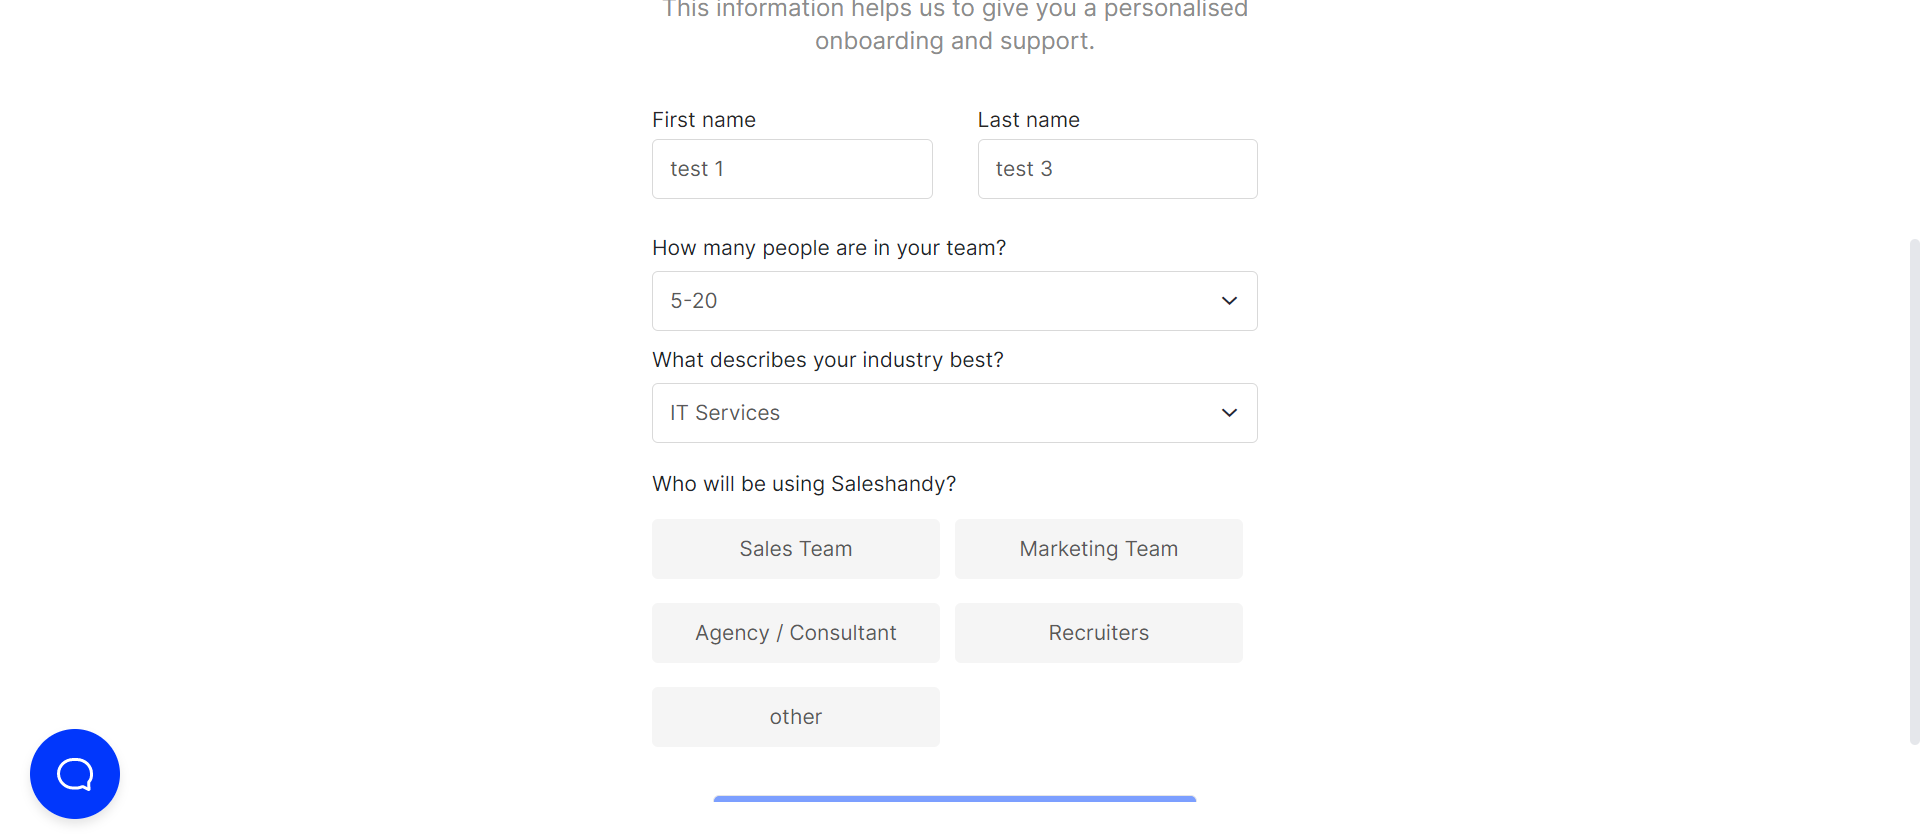 This information helps us to give you a personalised
onboarding and support.
First name
Last name
test 1
test 3
How many people are in your team?
5-20
What describes your industry best?
IT Services
Who will be using Saleshandy?
Sales Team
Marketing Team
Agency / Consultant
Recruiters
other